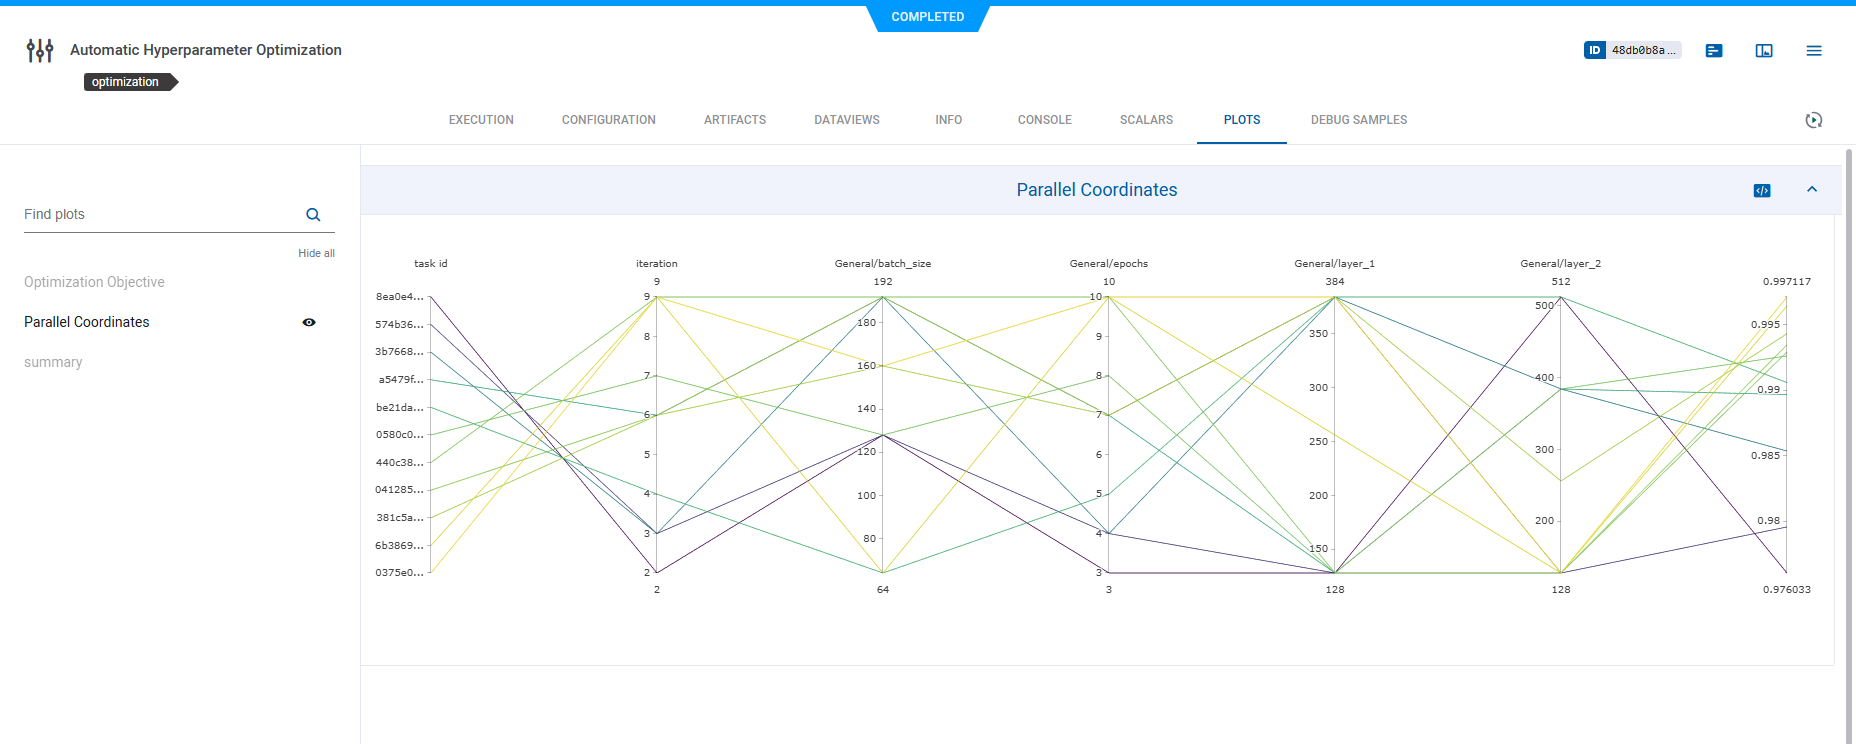 COMPLETED
Automatic Hyperparameter Optimization
ID 48db0b8a ...
optimization
EXECUTION CONFIGURATION ARTIFACTS DATAVIEWS INFO CONSOLE SCALARS PLOTS DEBUG SAMPLES
Find plots
Hide all
Optimization Objective
Parallel Coordinates
summary
Parallel Coordinates
task id
8ea0e4...
574b36...
3b7668...
a5479f...
be21da...
0580c0...
440c38...
041285...
381c5a...
6b3869...
0375e0...
iteration
9
9
8
7
6
5
4
3
2
2
General/batch_size
192
180
160
140
120
100
80
64
General/epochs
10
10
9
8
7
6
5
4
3
3
General/layer_1
384
350
300
250
200
150
128
General/layer_2
512
500
400
300
200
128
0.997117
0.995
0.99
0.985
0.98
0.976033